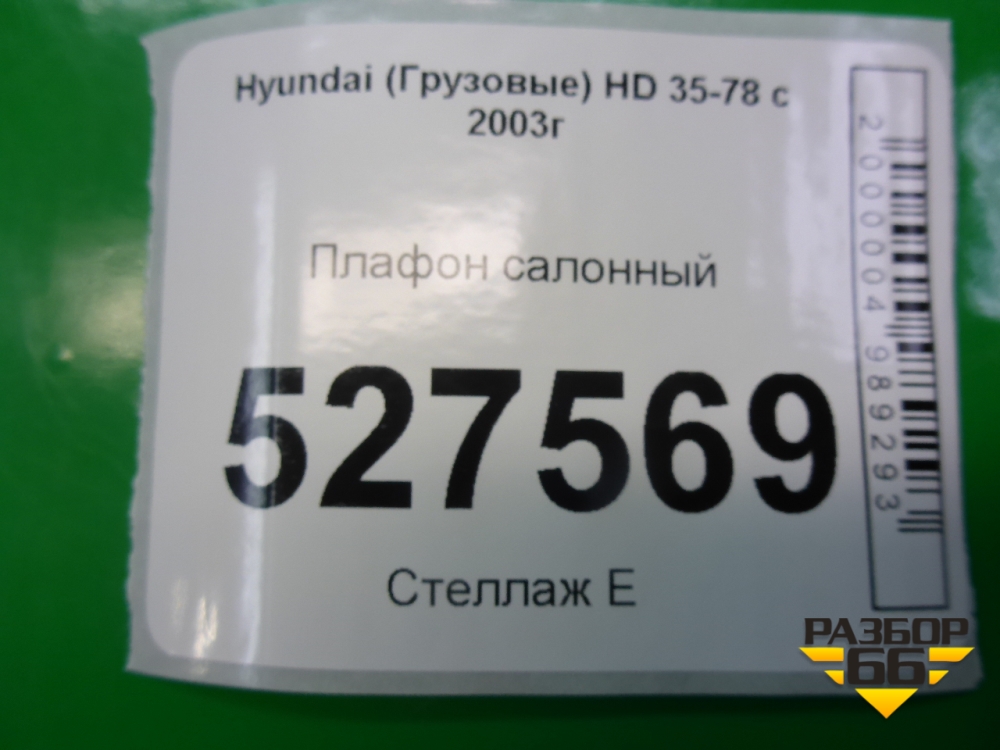 Hyundai (Грузовые) HD 35-78 с
2003г
Плафон салонный
527569
Стеллаж Е
2000004989293
РАЗБОР
66